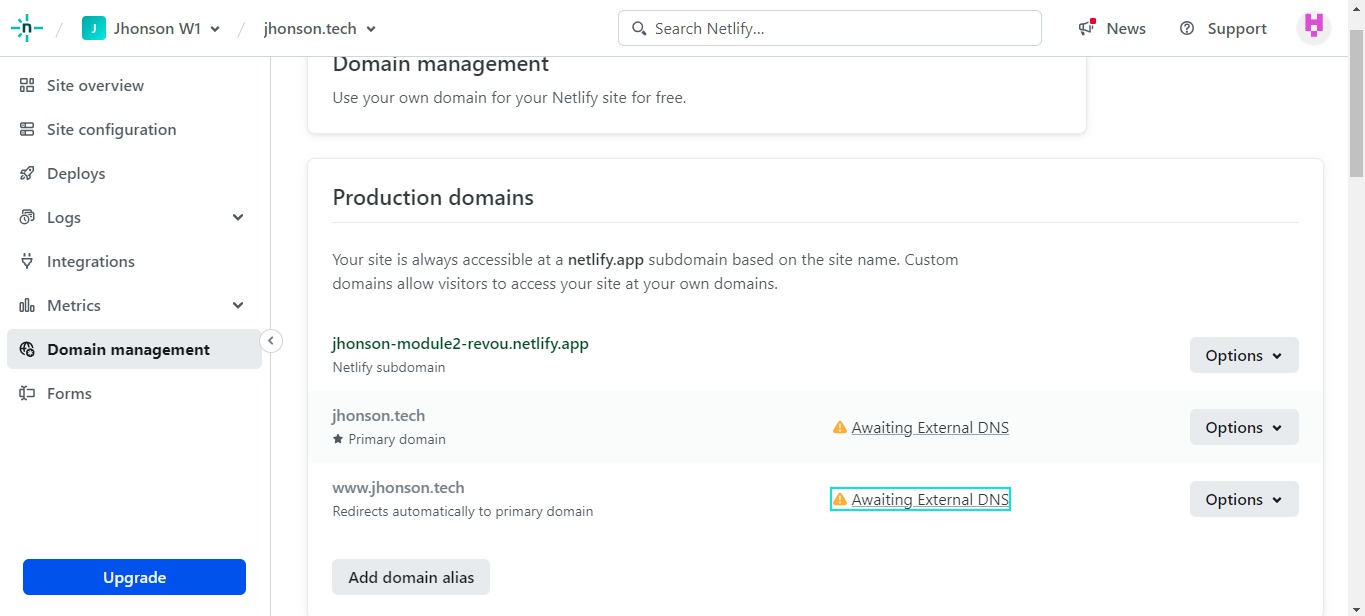 n
J
Jhonson W1
jhonson.tech
Search Netlify...
News
Support
Site overview
Site configuration
Deploys
Logs
Integrations
Metrics
Domain management
Forms
Upgrade
Domain management
Use your own domain for your Netlify site for free.
Production domains
Your site is always accessible at a netlify.app subdomain based on the site name. Custom
domains allow visitors to access your site at your own domains.
jhonson-module2-revou.netlify.app
Netlify subdomain
Options
jhonson.tech
Primary domain
Awaiting External DNS
Options
www.jhonson.tech
Redirects automatically to primary domain
Awaiting External DNS
Options
Add domain alias